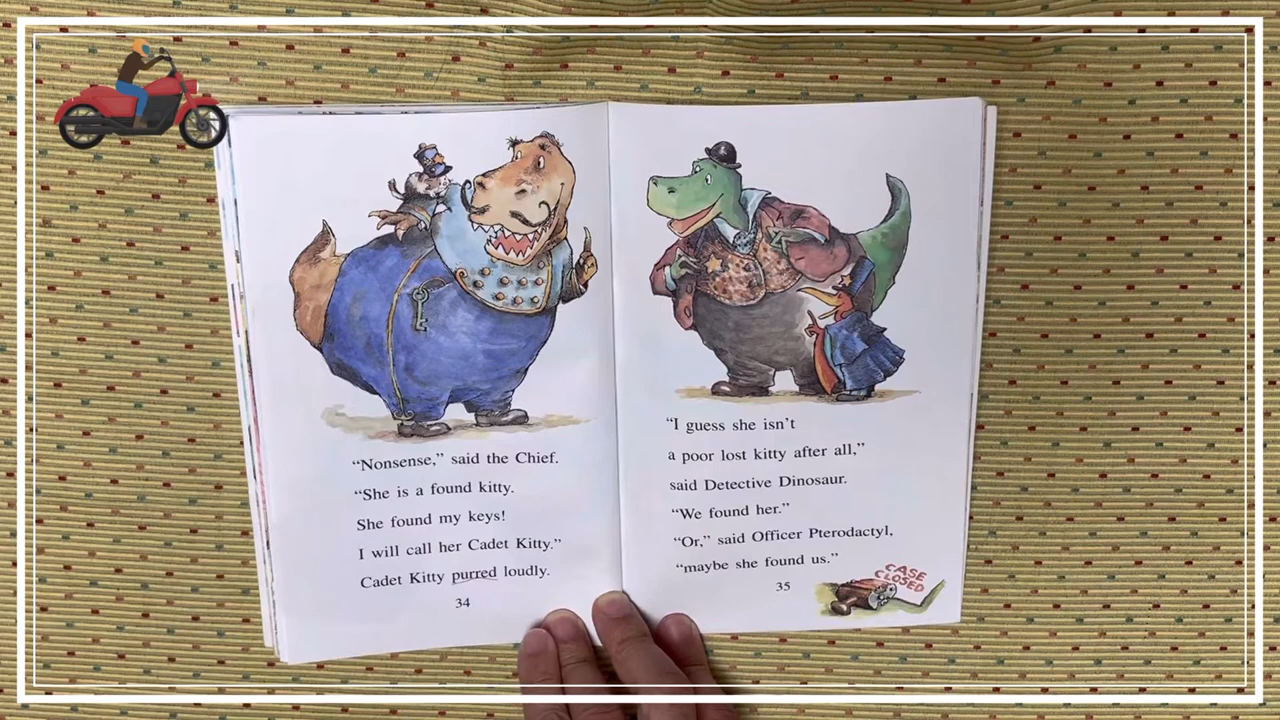 “Nonsense,” said the Chief.
“She is a found kitty.
She found my keys!
I will call her Cadet Kitty.”
Cadet Kitty purred loudly.
34
“I guess she isn’t
a poor lost kitty after all,”
said Detective Dinosaur.
“We found her.”
“Or,” said Officer Pterodactyl,
“maybe she found us.”
35
CASE
CLOSED